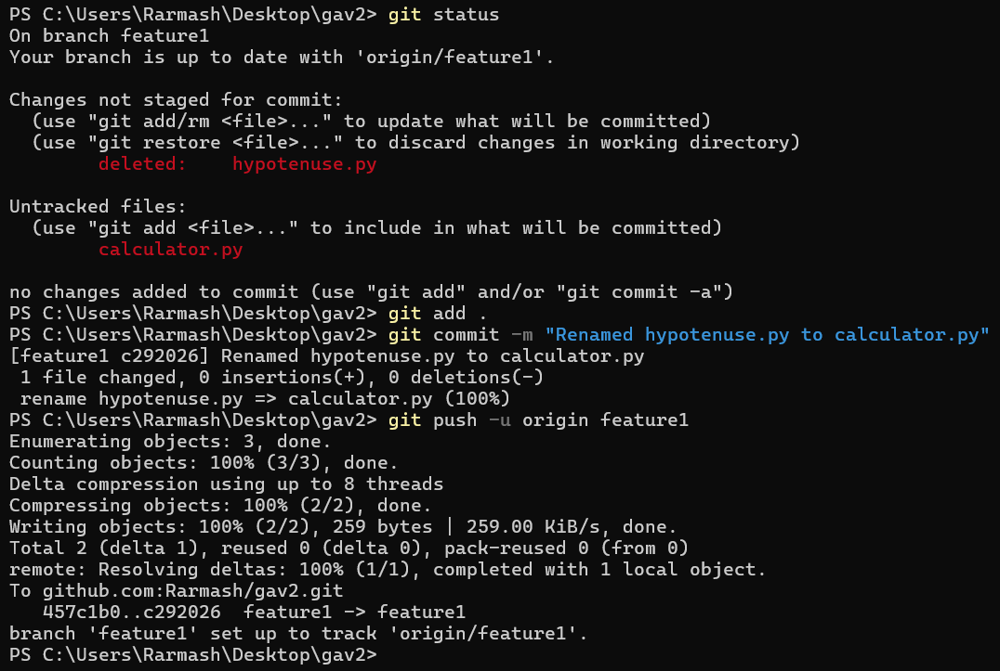 PS C:\Users\Rarmash\Desktop\gav2> git status
On branch feature1
Your branch is up to date with 'origin/feature1'.

Changes not staged for commit:
  (use "git add/rm <file>..." to update what will be committed)
  (use "git restore <file>..." to discard changes in working directory)
        deleted:    hypotenuse.py

Untracked files:
  (use "git add <file>..." to include in what will be committed)
        calculator.py

no changes added to commit (use "git add" and/or "git commit -a")
PS C:\Users\Rarmash\Desktop\gav2> git add .
PS C:\Users\Rarmash\Desktop\gav2> git commit -m "Renamed hypotenuse.py to calculator.py"
[feature1 c292026] Renamed hypotenuse.py to calculator.py
 1 file changed, 0 insertions(+), 0 deletions(-)
 rename hypotenuse.py => calculator.py (100%)
PS C:\Users\Rarmash\Desktop\gav2> git push -u origin feature1
Enumerating objects: 3, done.
Counting objects: 100% (3/3), done.
Delta compression using up to 8 threads
Compressing objects: 100% (2/2), done.
Writing objects: 100% (2/2), 259 bytes | 259.00 KiB/s, done.
Total 2 (delta 1), reused 0 (delta 0), pack-reused 0 (from 0)
remote: Resolving deltas: 100% (1/1), completed with 1 local object.
To github.com:Rarmash/gav2.git
   457c1b0..c292026  feature1 -> feature1
branch 'feature1' set up to track 'origin/feature1'.
PS C:\Users\Rarmash\Desktop\gav2>